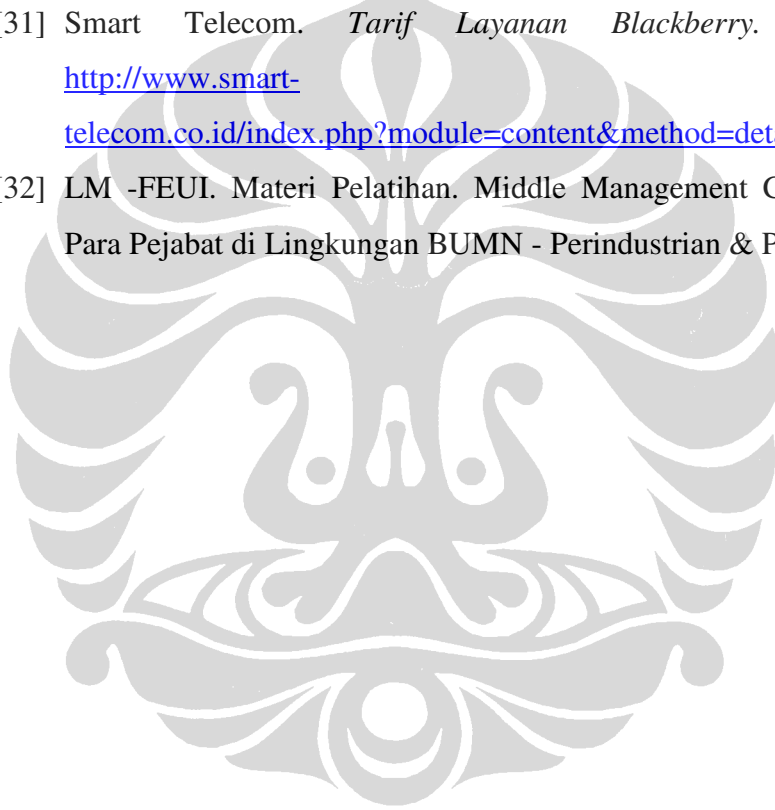 [31] Smart Telecom. Tarif Layanan Blackberry.
http://www.smart-
telecom.co.id/index.php?module=content&method=deta
[32] LM -FEUI. Materi Pelatihan. Middle Management
Para Pejabat di Lingkungan BUMN - Perindustrian &